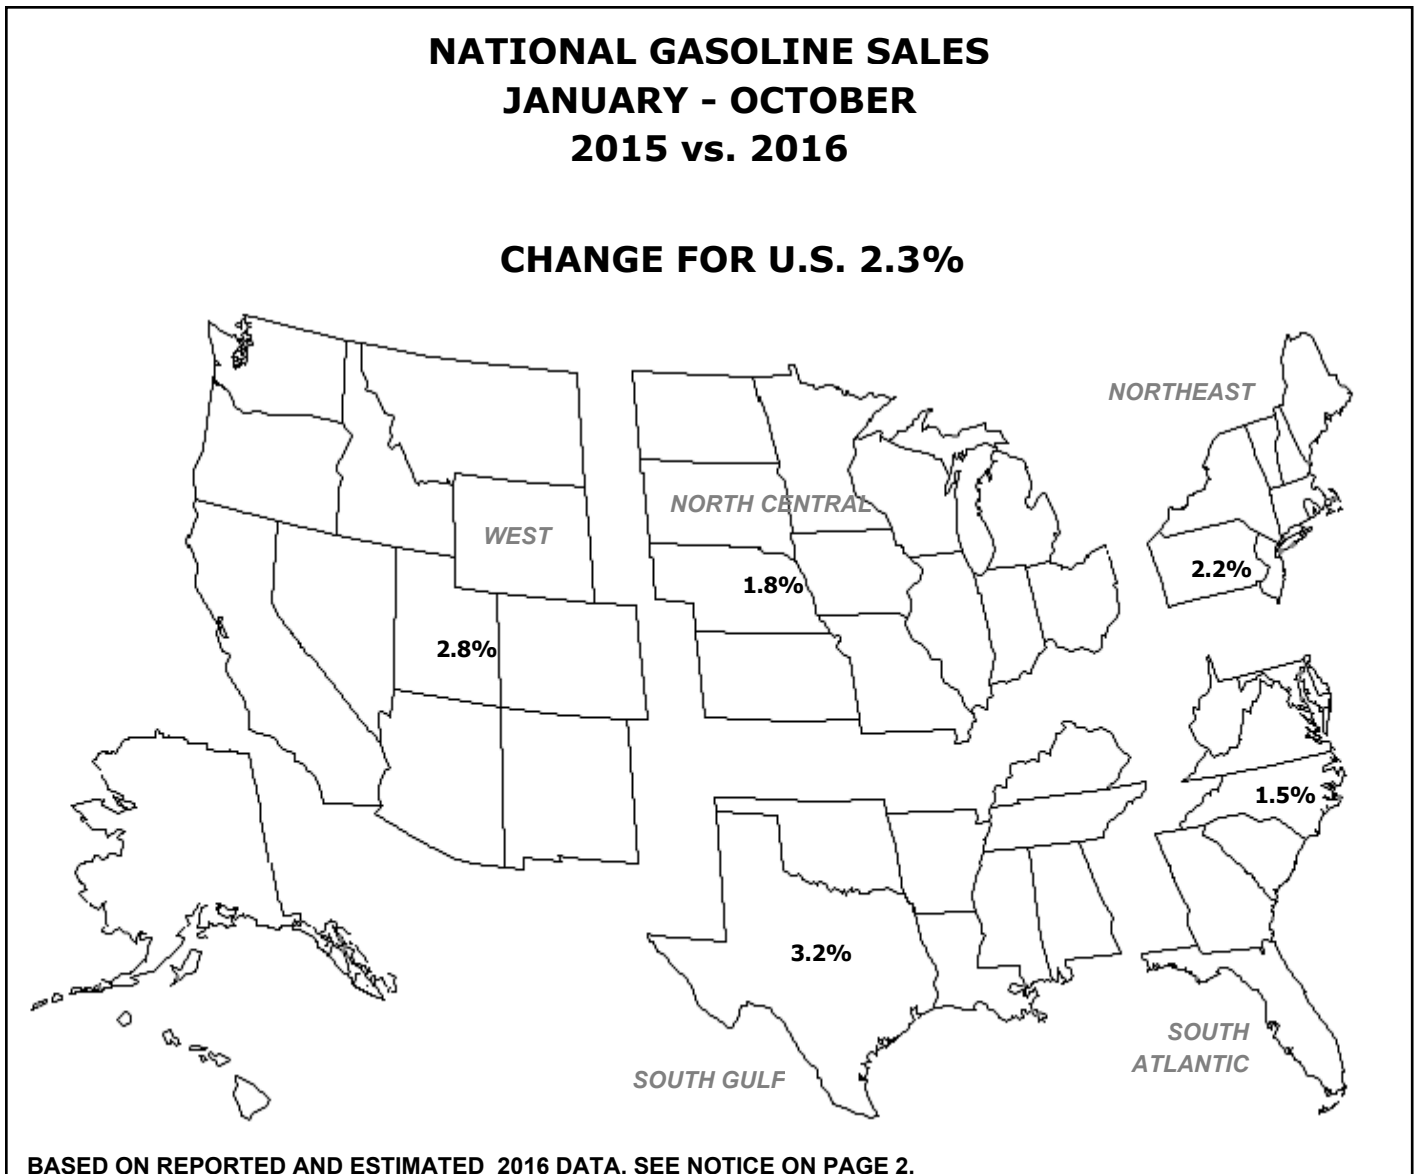 NATIONAL GASOLINE SALES
JANUARY - OCTOBER
2015 vs. 2016
CHANGE FOR U.S. 2.3%
NORTHEAST
NORTH CENTRAL
WEST
2.2%
1.8%
2.8%
1.5%
3.2%
SOUTH
ATLANTIC
SOUTH GULF
BASED ON REPORTED AND ESTIMATED  2016 DATA. SEE NOTICE ON PAGE 2.